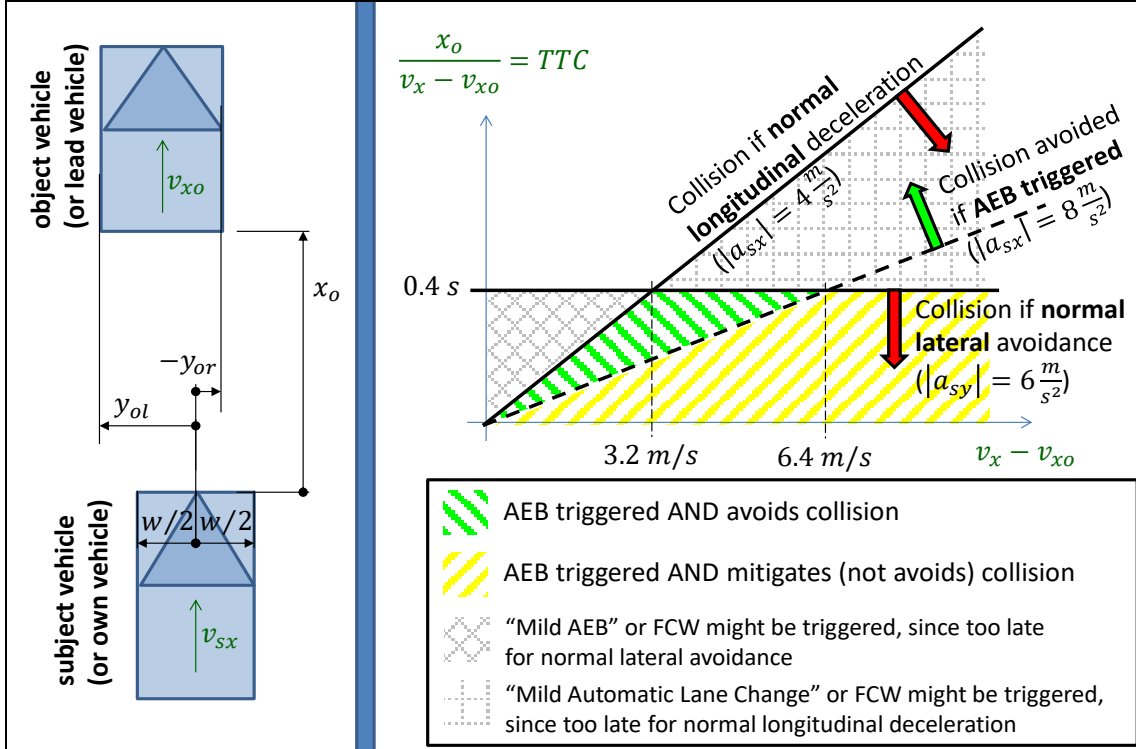 object vehicle
(or lead vehicle)
v_xo
x_o
−y_or
y_ol
w/2 w/2
subject vehicle
(or own vehicle)
v_sx
x_o / (v_x − v_xo) = TTC
Collision if normal
longitudinal deceleration
(|a_sx| = 4 m/s²)
Collision avoided
if AEB triggered
(|a_sx| = 8 m/s²)
0.4 s
Collision if normal
lateral avoidance
(|a_sy| = 6 m/s²)
3.2 m/s
6.4 m/s
v_x − v_xo
AEB triggered AND avoids collision
AEB triggered AND mitigates (not avoids) collision
“Mild AEB” or FCW might be triggered, since too late
for normal lateral avoidance
“Mild Automatic Lane Change” or FCW might be triggered,
since too late for normal longitudinal deceleration